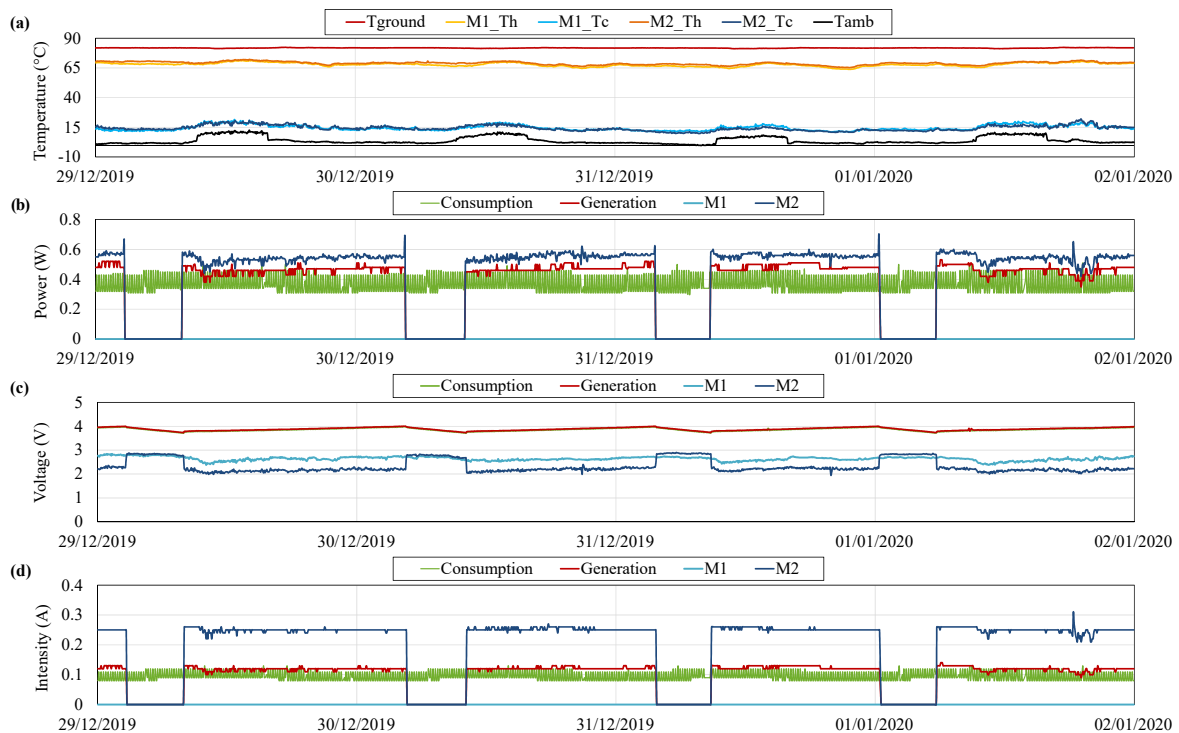 (a)
Tground M1_Th M1_Tc M2_Th M2_Tc Tamb
Temperature (°C)
90
65
40
15
-10
29/12/2019 30/12/2019 31/12/2019 01/01/2020 02/01/2020
(b)
Consumption Generation M1 M2
Power (W)
0.8
0.6
0.4
0.2
0
29/12/2019 30/12/2019 31/12/2019 01/01/2020 02/01/2020
(c)
Consumption Generation M1 M2
Voltage (V)
5
4
3
2
1
0
29/12/2019 30/12/2019 31/12/2019 01/01/2020 02/01/2020
(d)
Consumption Generation M1 M2
Intensity (A)
0.4
0.3
0.2
0.1
0
29/12/2019 30/12/2019 31/12/2019 01/01/2020 02/01/2020